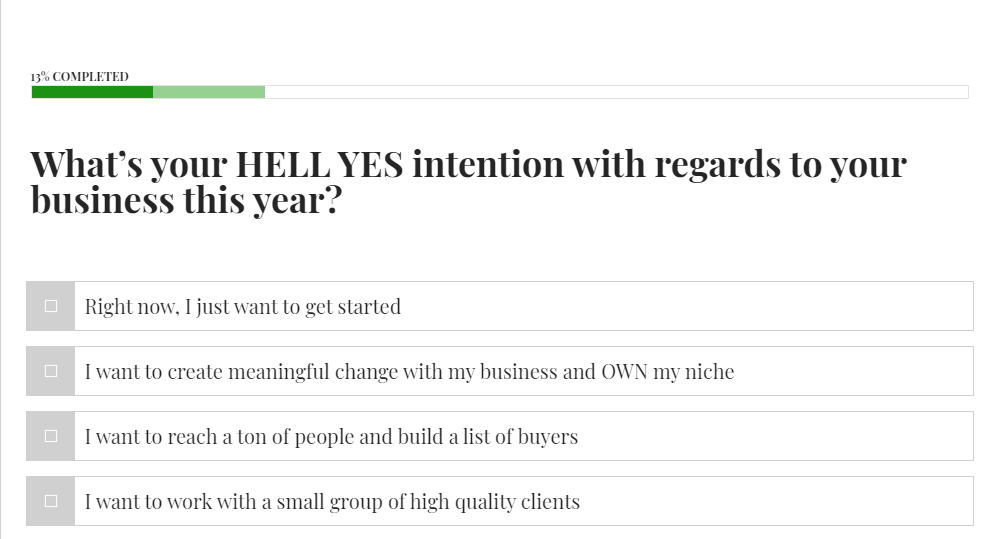 13% COMPLETED
What’s your HELL YES intention with regards to your
business this year?
Right now, I just want to get started
I want to create meaningful change with my business and OWN my niche
I want to reach a ton of people and build a list of buyers
I want to work with a small group of high quality clients